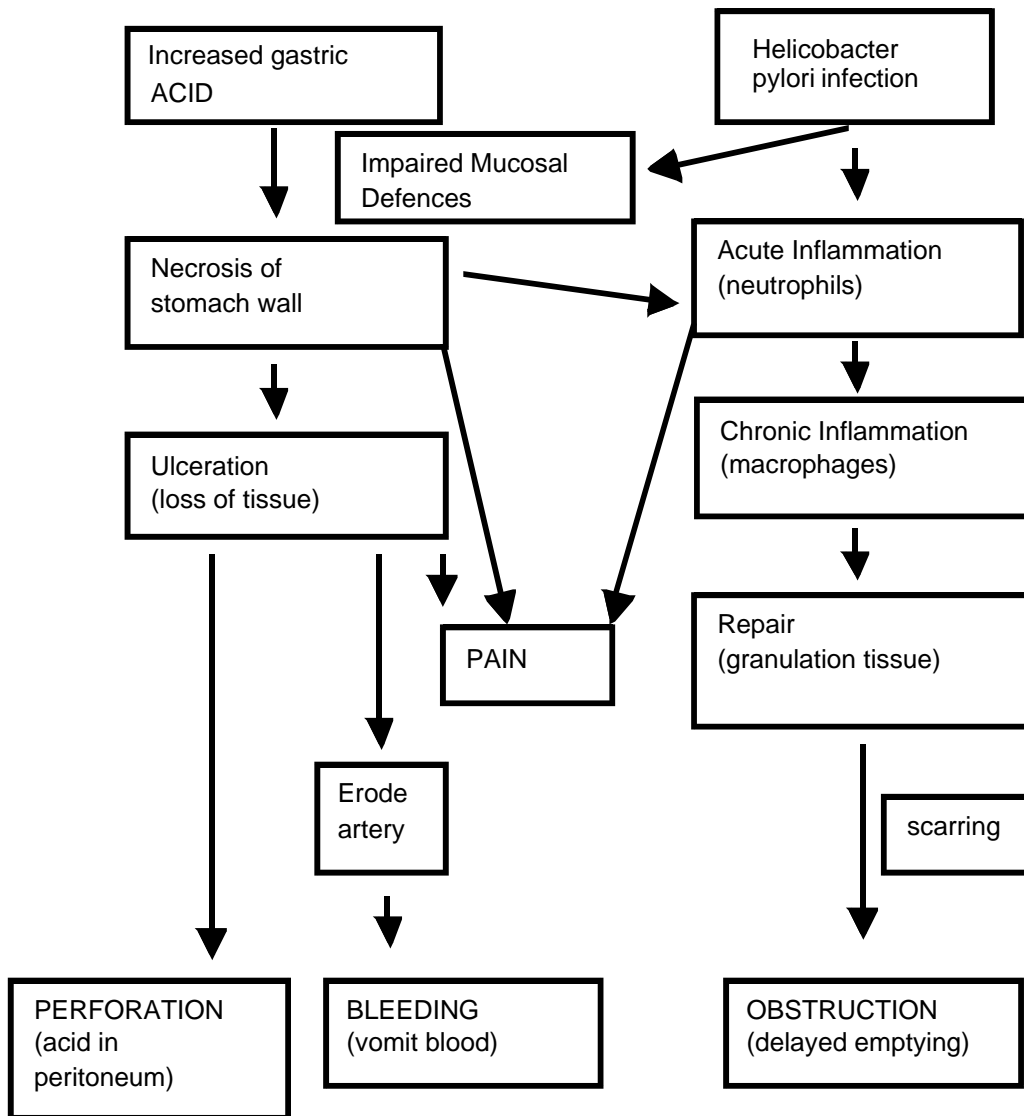 Increased gastric
ACID
Helicobacter
pylori infection
Impaired Mucosal
Defences
Necrosis of
stomach wall
Acute Inflammation
(neutrophils)
Ulceration
(loss of tissue)
Chronic Inflammation
(macrophages)
PAIN
Repair
(granulation tissue)
Erode
artery
scarring
PERFORATION
(acid in
peritoneum)
BLEEDING
(vomit blood)
OBSTRUCTION
(delayed emptying)